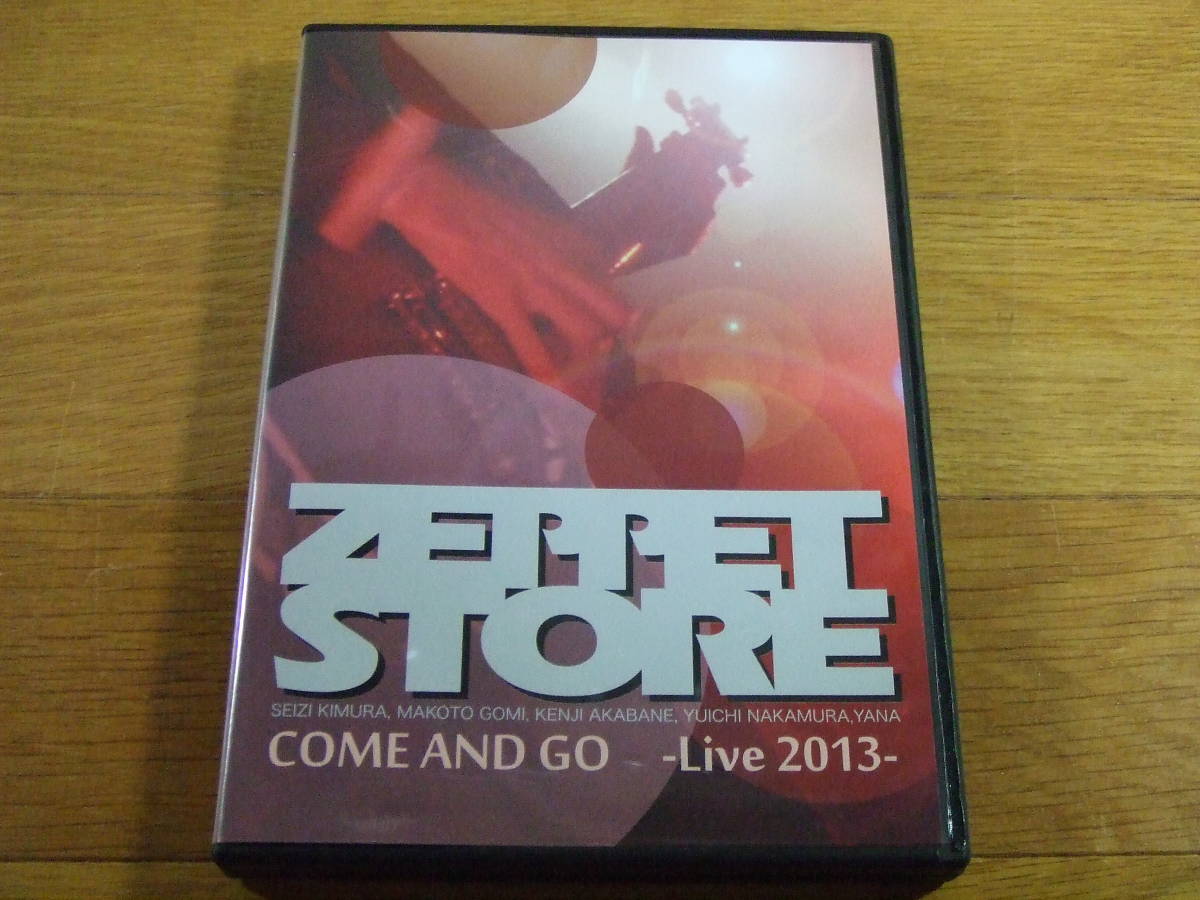 ZEPPET
STORE
SEIZI KIMURA, MAKOTO GOMI, KENJI AKABANE, YUICHI NAKAMURA,YANA
COME AND GO -Live 2013-